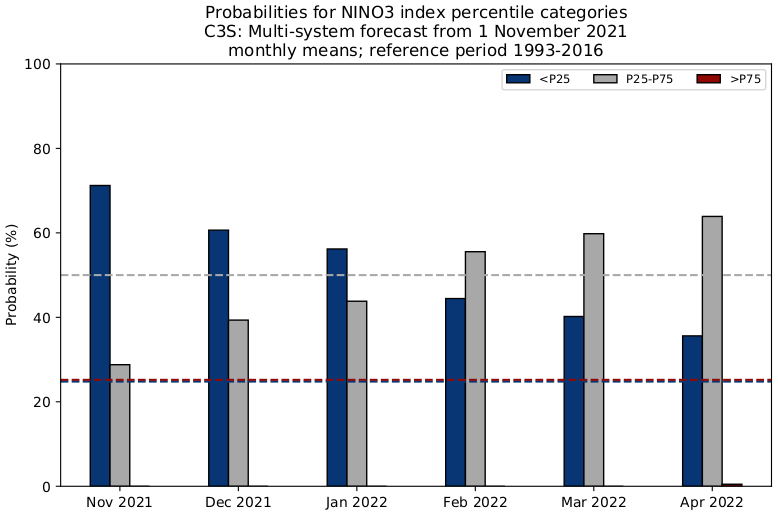 Probabilities for NINO3 index percentile categories
C3S: Multi-system forecast from 1 November 2021
monthly means; reference period 1993-2016
<P25 P25-P75 >P75
Probability (%)
100
80
60
40
20
0
Nov 2021 Dec 2021 Jan 2022 Feb 2022 Mar 2022 Apr 2022